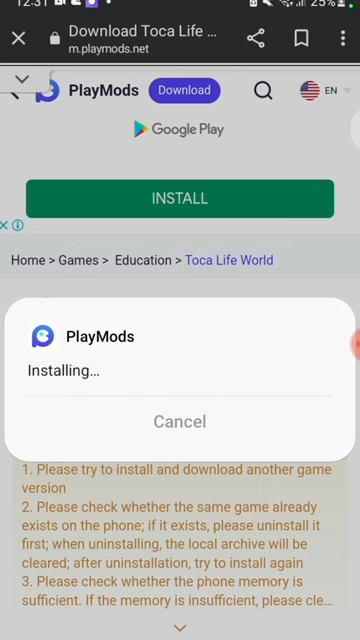 12:31
25%
Download Toca Life ...
m.playmods.net
PlayMods
Download
EN
Google Play
INSTALL
Home > Games > Education > Toca Life World
PlayMods
Installing...
Cancel
1. Please try to install and download another game
version
2. Please check whether the same game already
exists on the phone; if it exists, please uninstall it
first; when uninstalling, the local archive will be
cleared; after uninstallation, try to install again
3. Please check whether the phone memory is
sufficient. If the memory is insufficient, please cle...